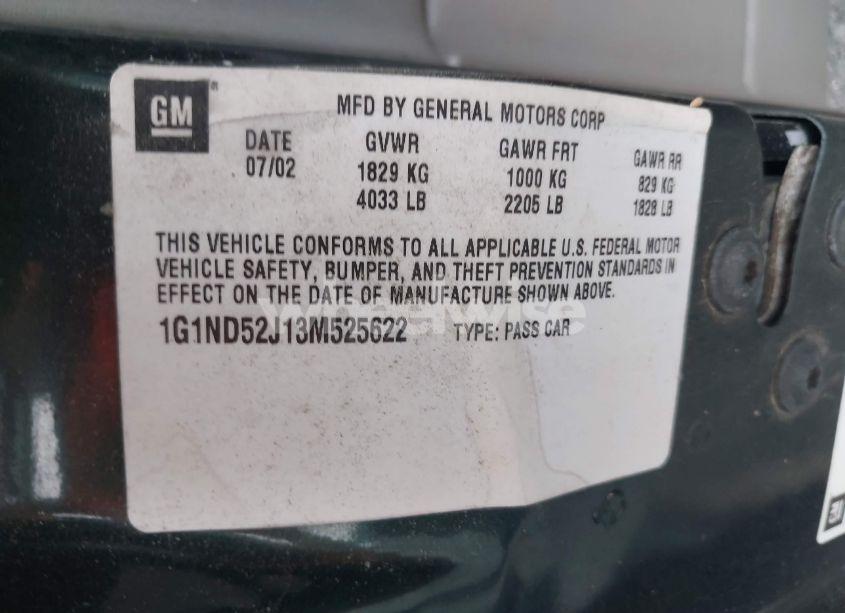 GM
MFD BY GENERAL MOTORS CORP
DATE GVWR GAWR FRT GAWR RR
07/02 1829 KG 1000 KG 829 KG
4033 LB 2205 LB 1828 LB
THIS VEHICLE CONFORMS TO ALL APPLICABLE U.S. FEDERAL MOTOR
VEHICLE SAFETY, BUMPER, AND THEFT PREVENTION STANDARDS IN
EFFECT ON THE DATE OF MANUFACTURE SHOWN ABOVE.
Wheelwise
1G1ND52J13M525622 TYPE: PASS CAR